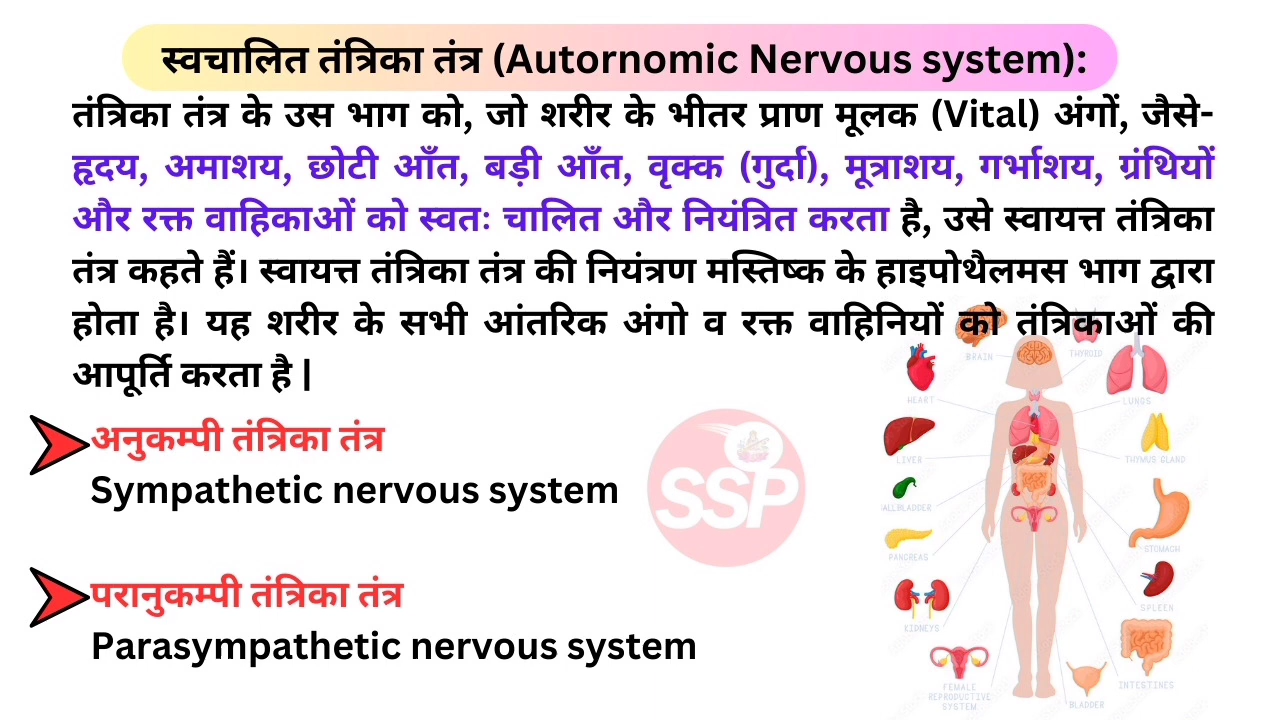 स्वचालित तंत्रिका तंत्र (Autornomic Nervous system):
तंत्रिका तंत्र के उस भाग को, जो शरीर के भीतर प्राण मूलक (Vital) अंगों, जैसे-
हृदय, अमाशय, छोटी आँत, बड़ी आँत, वृक्क (गुर्दा), मूत्राशय, गर्भाशय, ग्रंथियों
और रक्त वाहिकाओं को स्वतः चालित और नियंत्रित करता है, उसे स्वायत्त तंत्रिका
तंत्र कहते हैं। स्वायत्त तंत्रिका तंत्र की नियंत्रण मस्तिष्क के हाइपोथैलमस भाग द्वारा
होता है। यह शरीर के सभी आंतरिक अंगो व रक्त वाहिनियों को तंत्रिकाओं की
आपूर्ति करता है |
अनुकम्पी तंत्रिका तंत्र
Sympathetic nervous system
परानुकम्पी तंत्रिका तंत्र
Parasympathetic nervous system
SSP
BRAIN
THYROID
HEART
LUNGS
LIVER
THYMUS GLAND
ALLBLADDER
STOMACH
PANCREAS
SPLEEN
KIDNEYS
INTESTINES
FEMALE
REPRODUCTIVE
SYSTEM
BLADDER